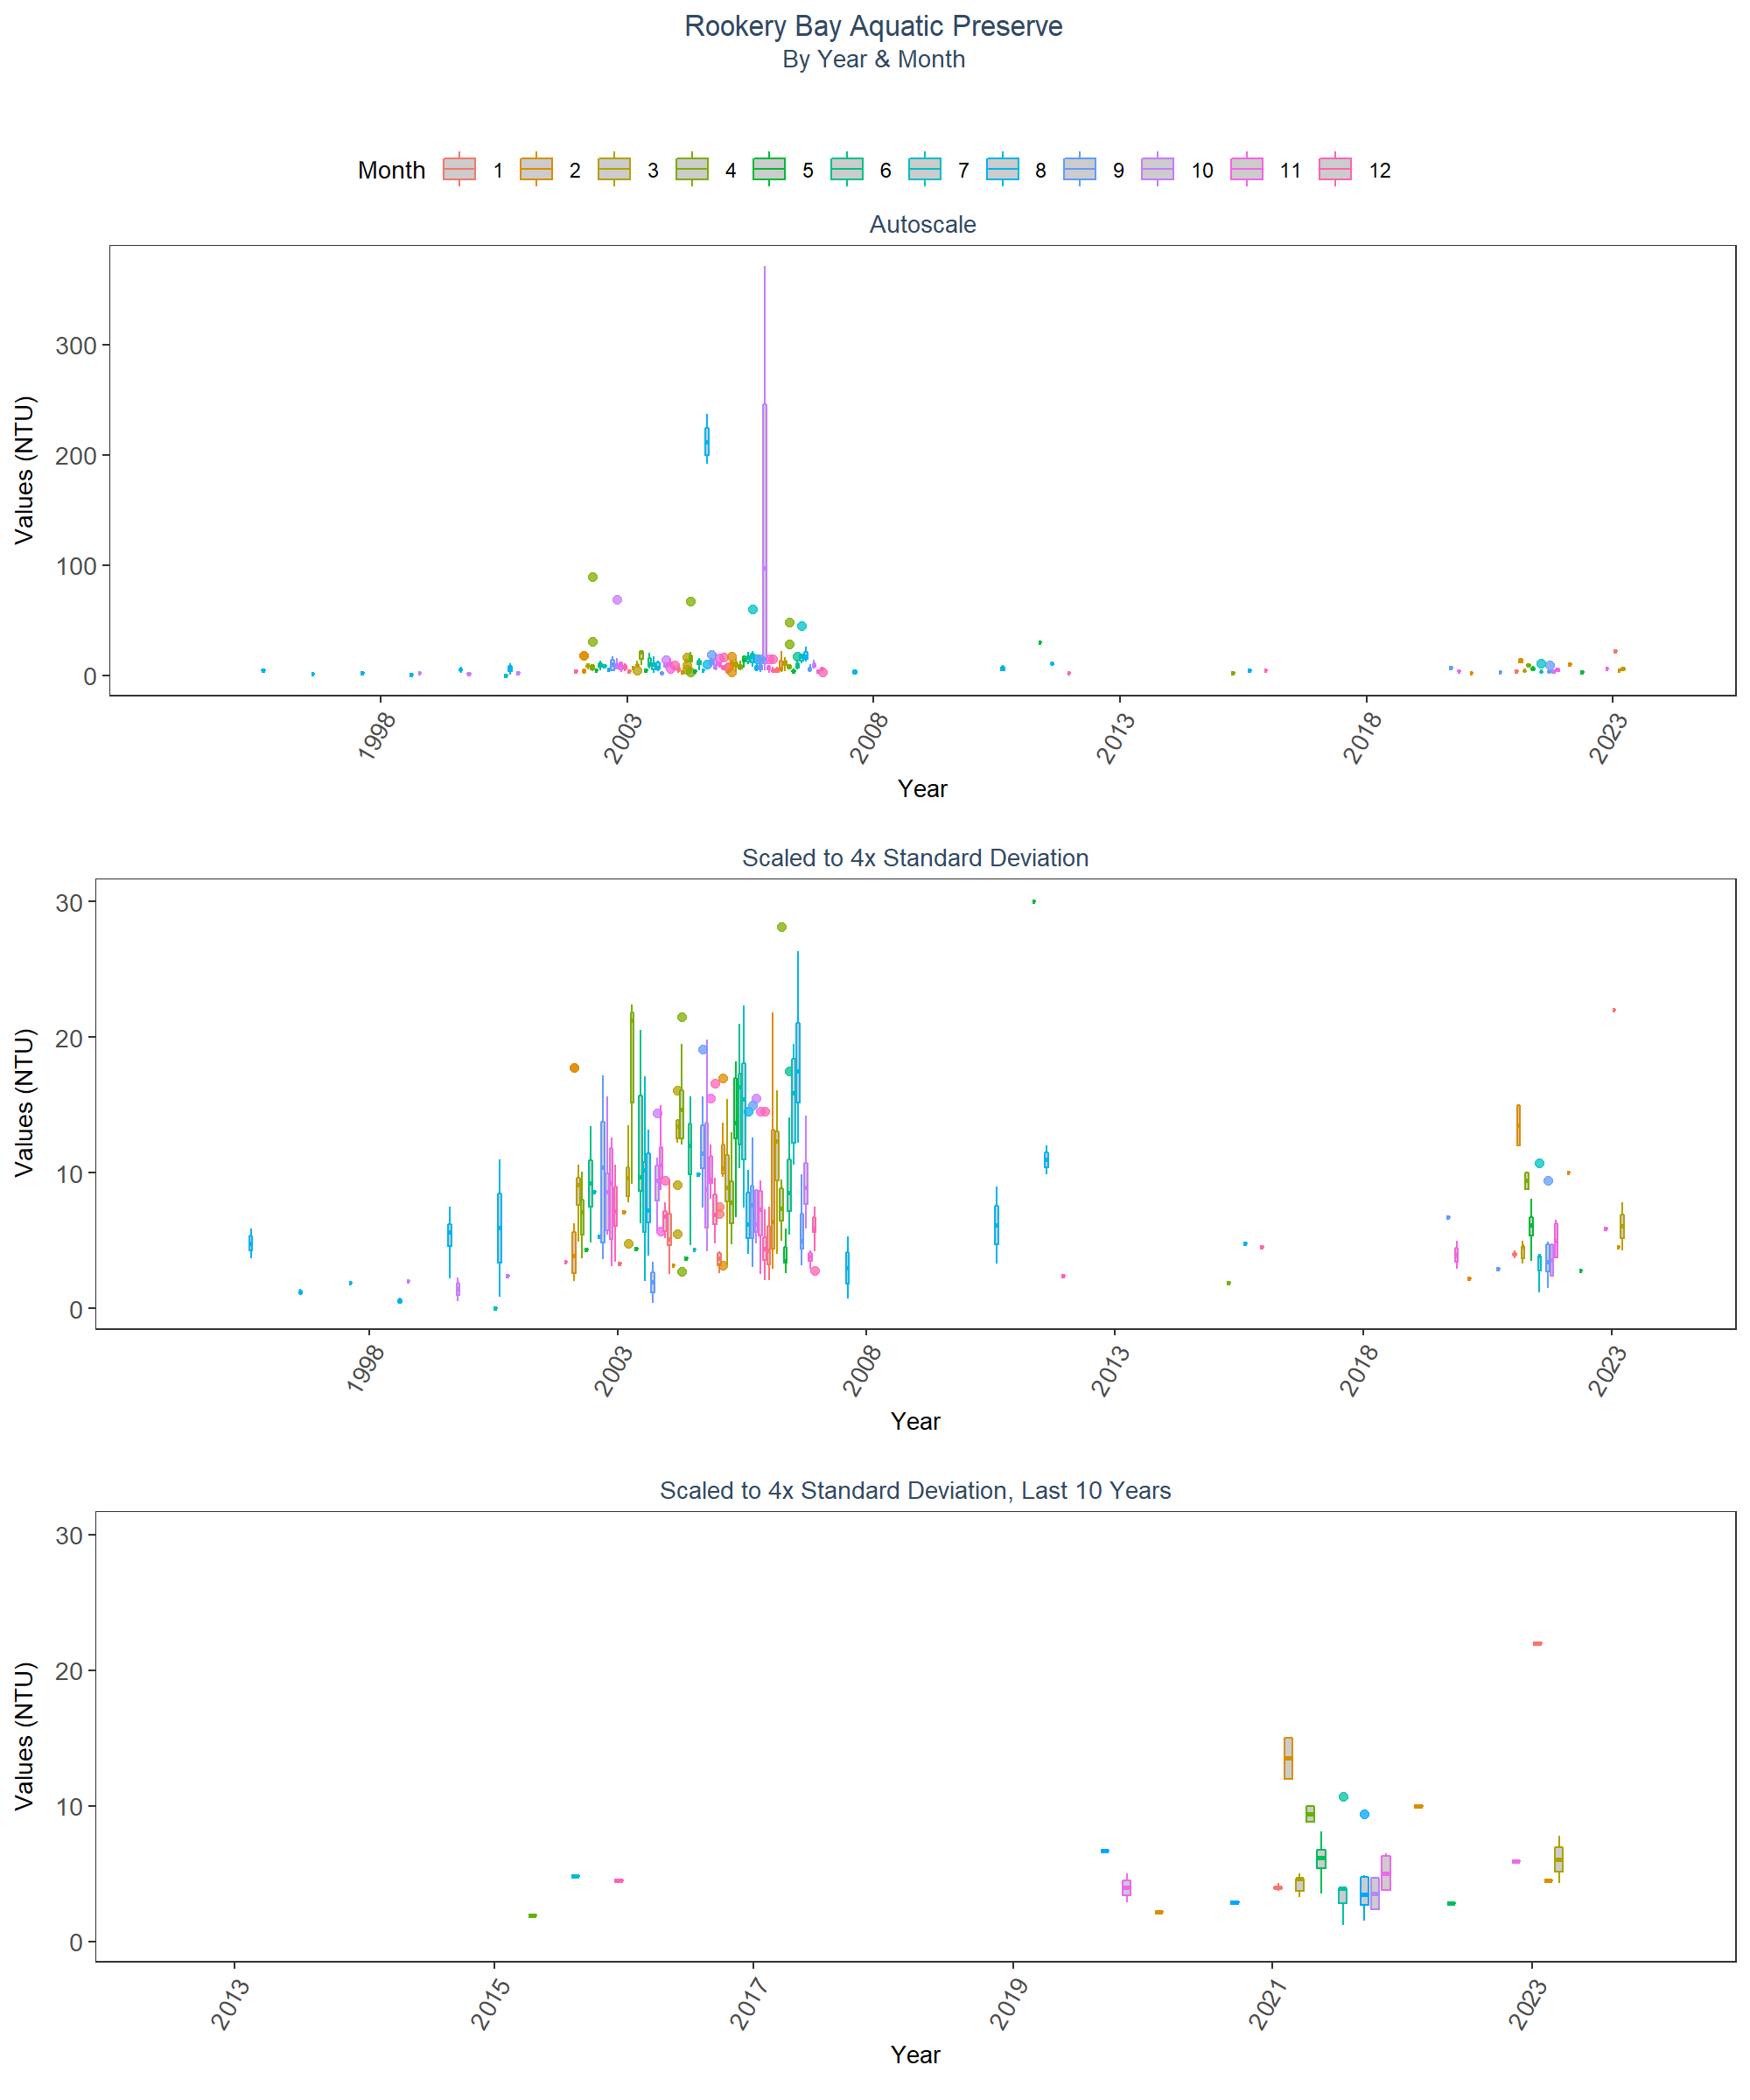 Rookery Bay Aquatic Preserve
By Year & Month
Month 1 2 3 4 5 6 7 8 9 10 11 12
Autoscale
Values (NTU)
300
200
100
0
1998 2003 2008 2013 2018 2023
Year
Scaled to 4x Standard Deviation
Values (NTU)
30
20
10
0
1998 2003 2008 2013 2018 2023
Year
Scaled to 4x Standard Deviation, Last 10 Years
Values (NTU)
30
20
10
0
2013 2015 2017 2019 2021 2023
Year